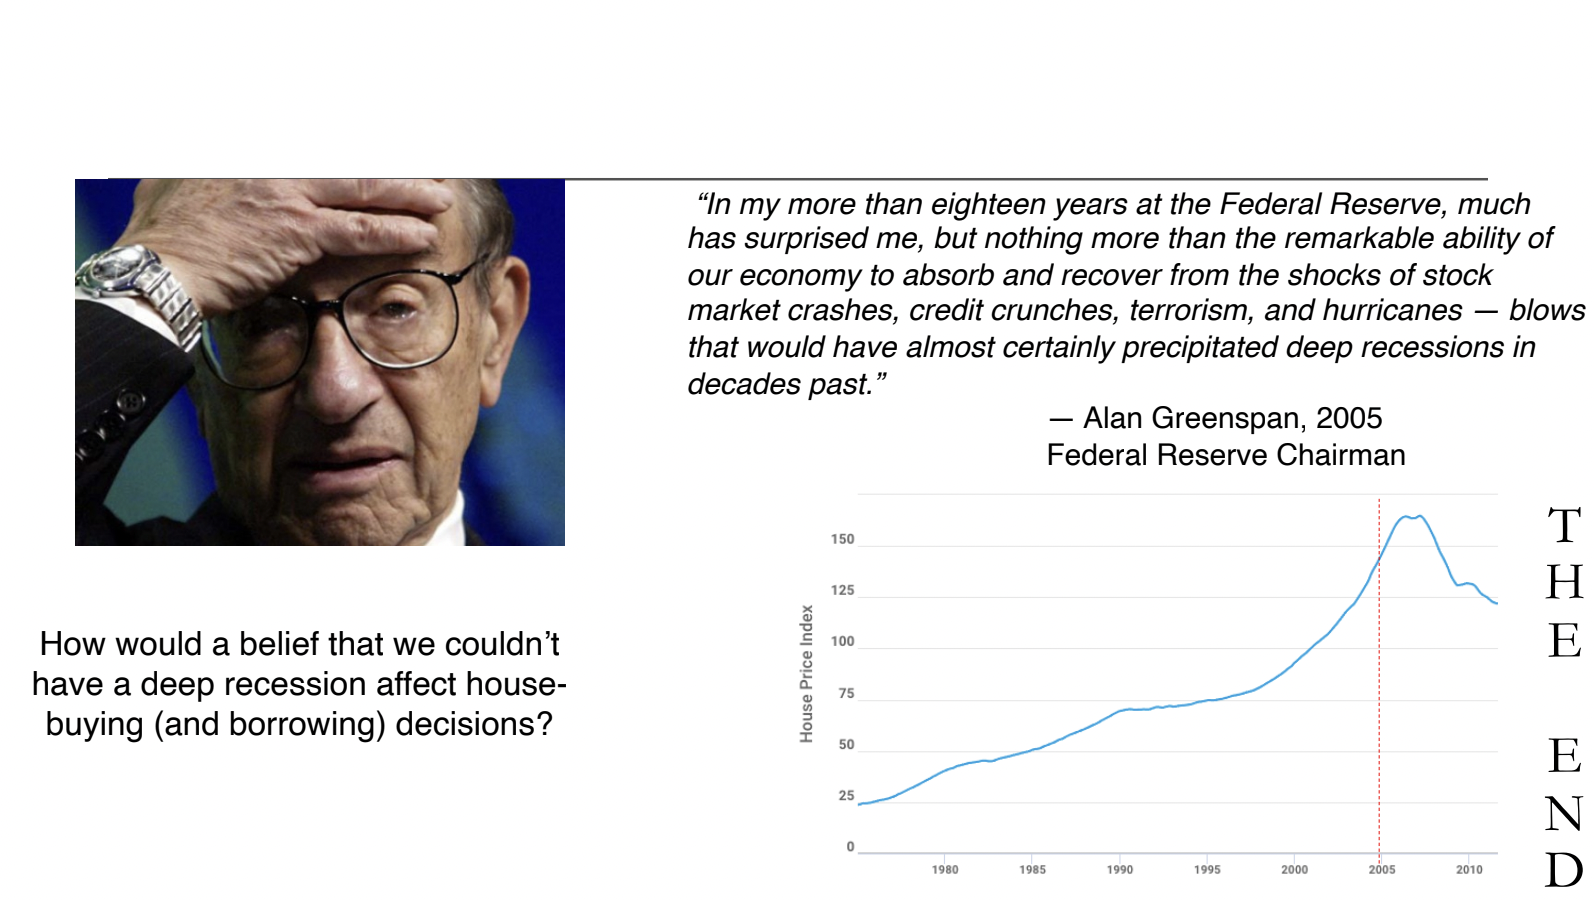 “In my more than eighteen years at the Federal Reserve, much
has surprised me, but nothing more than the remarkable ability of
our economy to absorb and recover from the shocks of stock
market crashes, credit crunches, terrorism, and hurricanes — blows
that would have almost certainly precipitated deep recessions in
decades past.”
— Alan Greenspan, 2005
Federal Reserve Chairman
How would a belief that we couldn’t
have a deep recession affect house-
buying (and borrowing) decisions?
House Price Index
150
125
100
75
50
25
0
1980 1985 1990 1995 2000 2005 2010
T
H
E
E
N
D